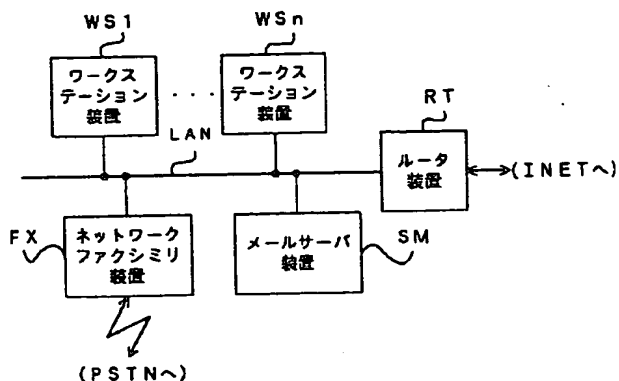 WS1
WSn
ワークス
テーション
装置
・・・
ワークス
テーション
装置
RT
LAN
ルータ
装置
(INETへ)
FX
ネットワーク
ファクシミリ
装置
メールサーバ
装置
SM
(PSTNへ)